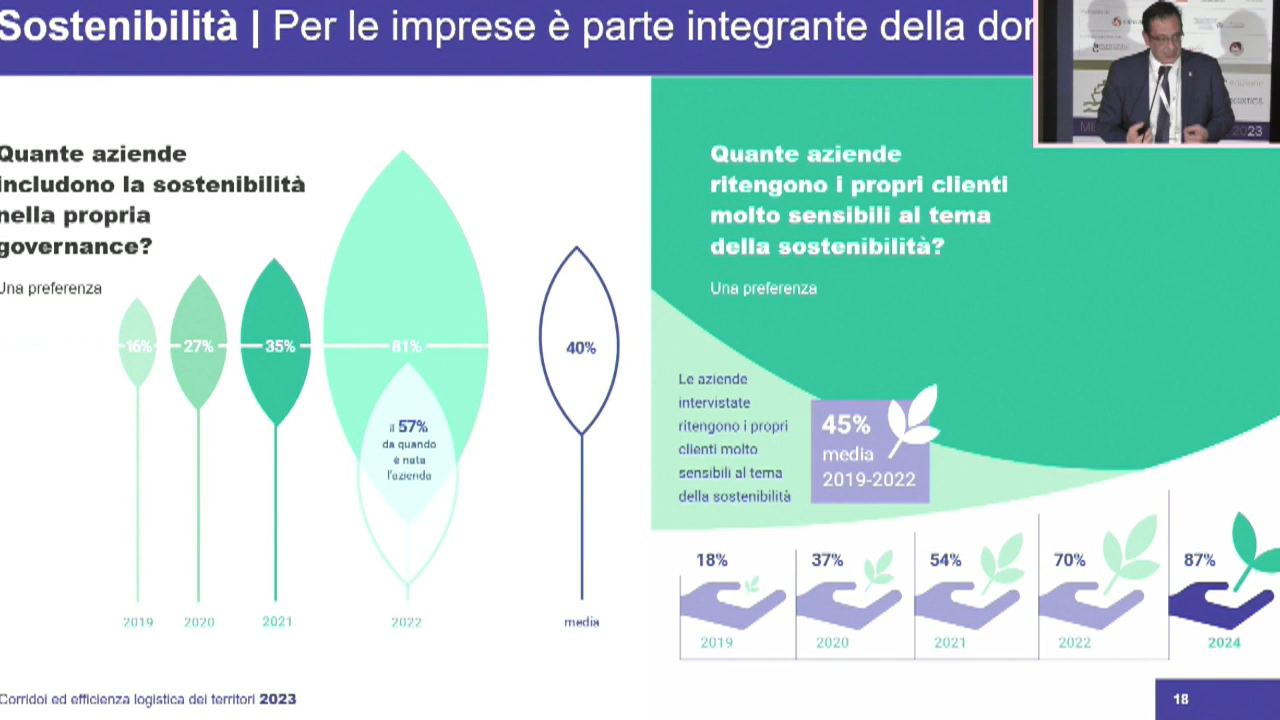 Sostenibilità | Per le imprese è parte integrante della
Quante aziende
includono la sostenibilità
nella propria
governance?
Una preferenza
16%
27%
35%
81%
40%
il 57%
da quando
è nata
l'azienda
2019
2020
2021
2022
media
Quante aziende
ritengono i propri clienti
molto sensibili al tema
della sostenibilità?
Una preferenza
Le aziende
intervistate
ritengono i propri
clienti molto
sensibili al tema
della sostenibilità
45%
media
2019-2022
18%
37%
54%
70%
87%
2019
2020
2021
2022
2024
Corridoi ed efficienza logistica dei territori 2023
18
2023